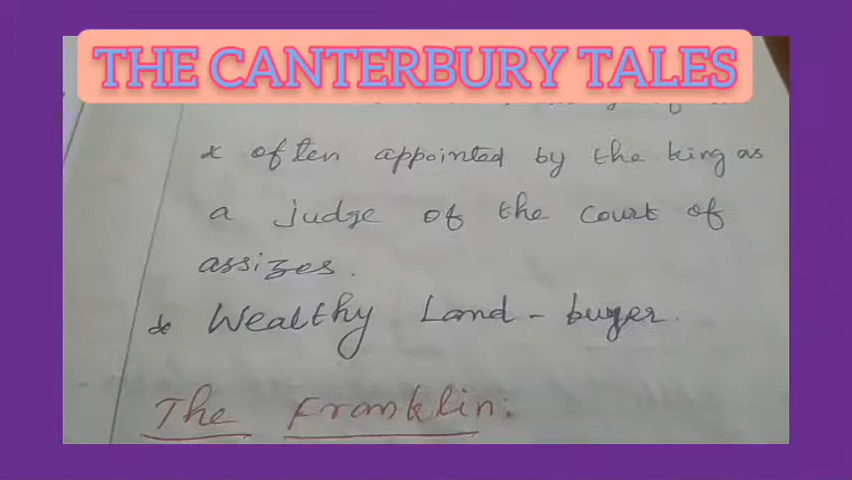 THE CANTERBURY TALES
x often appointed by the king as
a judge of the court of
assizes.
x Wealthy Land-buyer.
The Franklin: